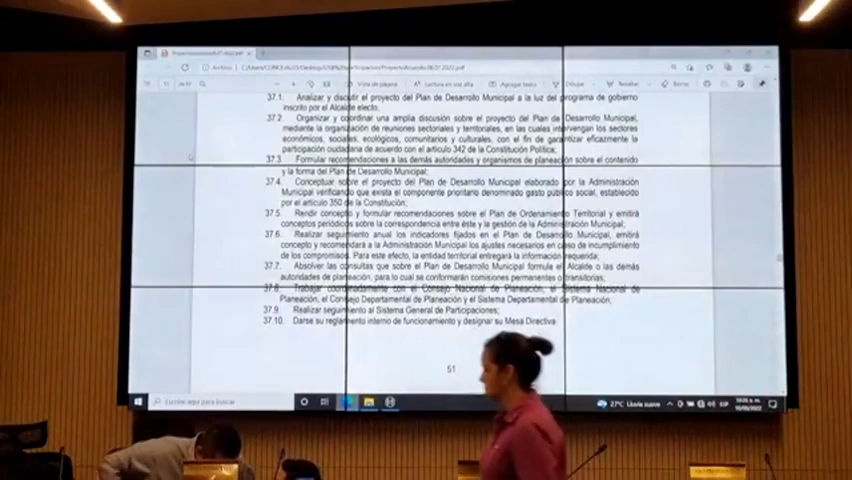 Archivo | C:/Users/CONCEJO
37.1. Analizar y discutir el proyecto del Plan de Desarrollo Municipal a la luz del programa de gobierno
inscrito por el Alcalde electo.
37.2. Organizar y coordinar una amplia discusión sobre el proyecto del Plan de Desarrollo Municipal,
mediante la organización de reuniones sectoriales y territoriales, en las cuales intervengan los sectores
económicos, sociales, ecológicos, comunitarios y culturales, con el fin de garantizar eficazmente la
participación ciudadana de acuerdo con el artículo 342 de la Constitución Política;
37.3. Formular recomendaciones a las demás autoridades y organismos de planeación sobre el contenido
y la forma del Plan de Desarrollo Municipal;
37.4. Conceptuar sobre el proyecto del Plan de Desarrollo Municipal elaborado por la Administración
Municipal verificando que exista el componente prioritario denominado gasto público social, establecido
por el artículo 350 de la Constitución;
37.5. Rendir concepto y formular recomendaciones sobre el Plan de Ordenamiento Territorial y emitirá
conceptos periódicos sobre la correspondencia entre éste y la gestión de la Administración Municipal;
37.6. Realizar seguimiento anual los indicadores fijados en el Plan de Desarrollo Municipal, emitirá
concepto y recomendará a la Administración Municipal los ajustes necesarios en caso de incumplimiento
de los compromisos. Para este efecto, la entidad territorial entregará la información requerida;
37.7. Absolver las consultas que sobre el Plan de Desarrollo Municipal formule el Alcalde o las demás
autoridades de planeación, para lo cual se conformarán comisiones permanentes o transitorias,
37.8. Trabajar coordinadamente con el Consejo Nacional de Planeación, el Sistema Nacional de
Planeación, el Consejo Departamental de Planeación y el Sistema Departamental de Planeación;
37.9. Realizar seguimiento al Sistema General de Participaciones;
37.10. Darse su reglamento interno de funcionamiento y designar su Mesa Directiva
51
Escribe aquí para buscar
27°C Lluvia suave
ESP